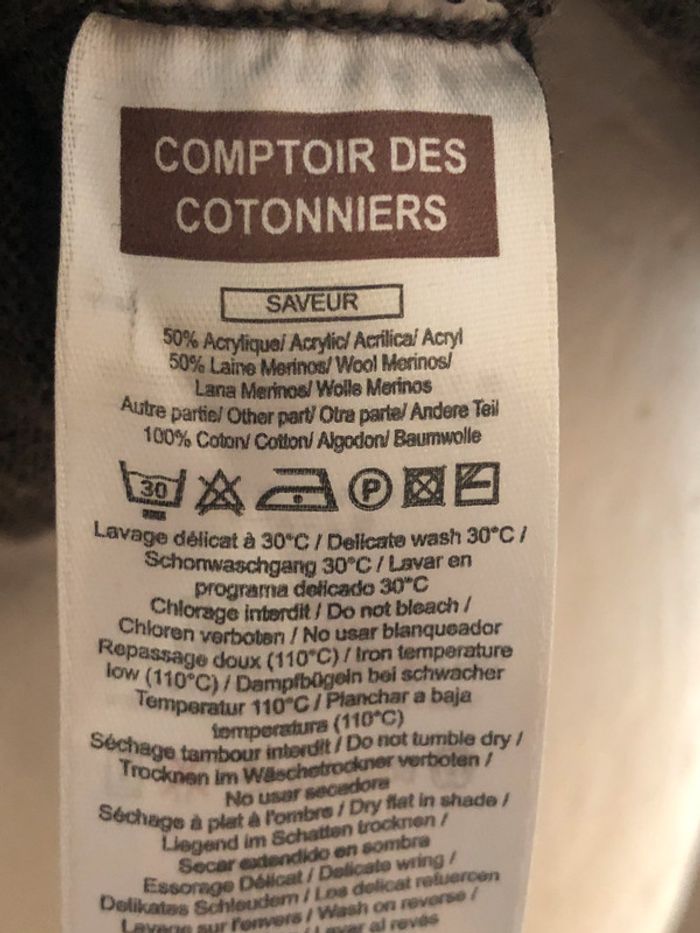 COMPTOIR DES
COTONNIERS
SAVEUR
50% Acrylique/ Acrylic/ Acrilica/ Acryl
50% Laine Merinos/ Wool Merinos/
Lana Merinos/ Wolle Merinos
Autre partie/ Other part/ Otra parte/ Andere Teil
100% Coton/ Cotton/ Algodon/ Baumwolle
30
P
Lavage délicat à 30°C / Delicate wash 30°C /
Schonwaschgang 30°C / Lavar en
programa delicado 30°C
Chlorage interdit / Do not bleach /
Chloren verboten / No usar blanqueador
Repassage doux (110°C) / Iron temperature
low (110°C) / Dampfbügeln bei schwacher
Temperatur 110°C / Planchar a baja
temperatura (110°C)
Séchage tambour interdit / Do not tumble dry /
Trocknen im Wäschetrockner verboten /
No usar secadora
Séchage à plat à l'ombre / Dry flat in shade /
Liegend im Schatten trocknen /
Secar extendido en sombra
Essorage Délicat / Delicate wring /
Delikates Schleudern / Los delicat retuercen
Lavage sur l'envers / Wash on reverse /
Lavar al revés